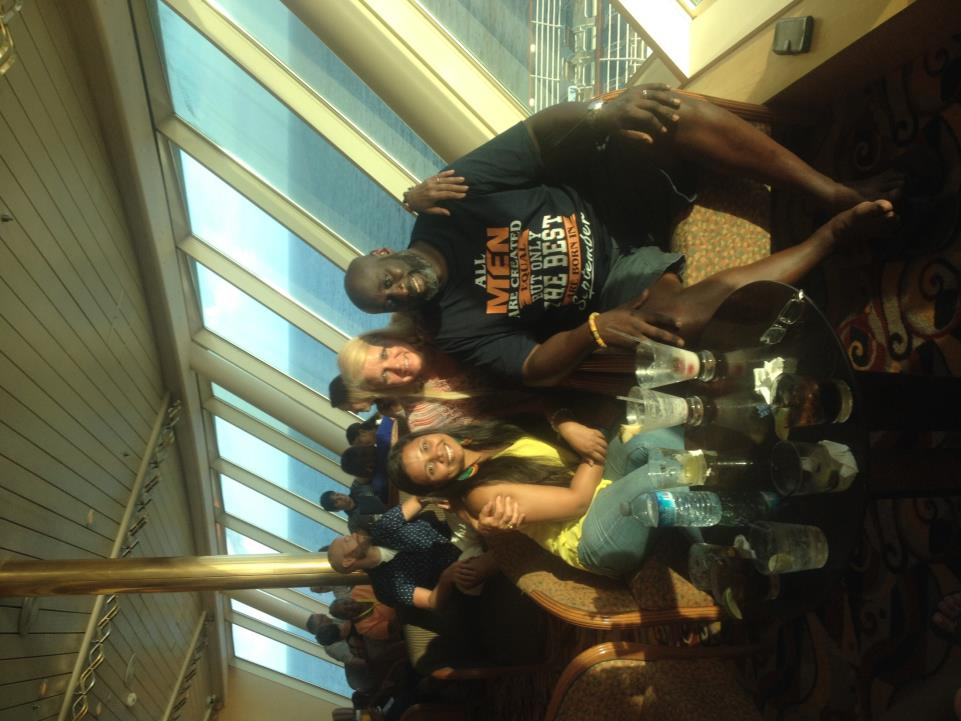 ALL
MEN
ARE CREATED
EQUAL
BUT ONLY
THE BEST
ARE BORN IN
September